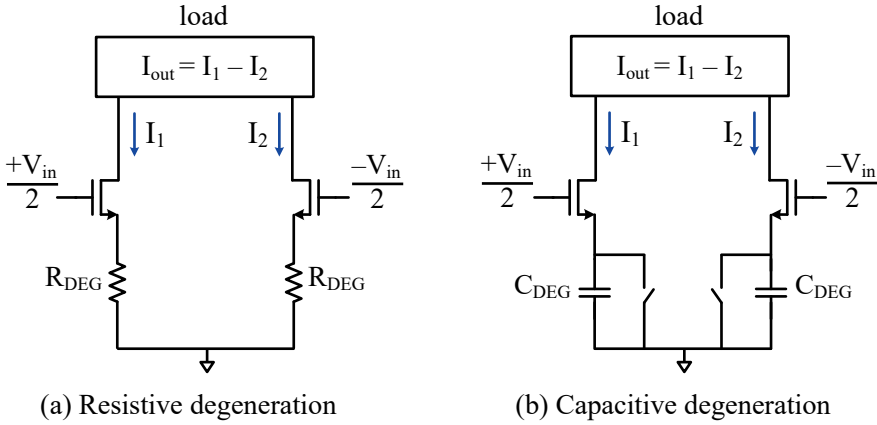 load
I_out = I_1 – I_2
I_1
I_2
+V_in
2
–V_in
2
R_DEG
R_DEG
(a) Resistive degeneration
load
I_out = I_1 – I_2
I_1
I_2
+V_in
2
–V_in
2
C_DEG
C_DEG
(b) Capacitive degeneration